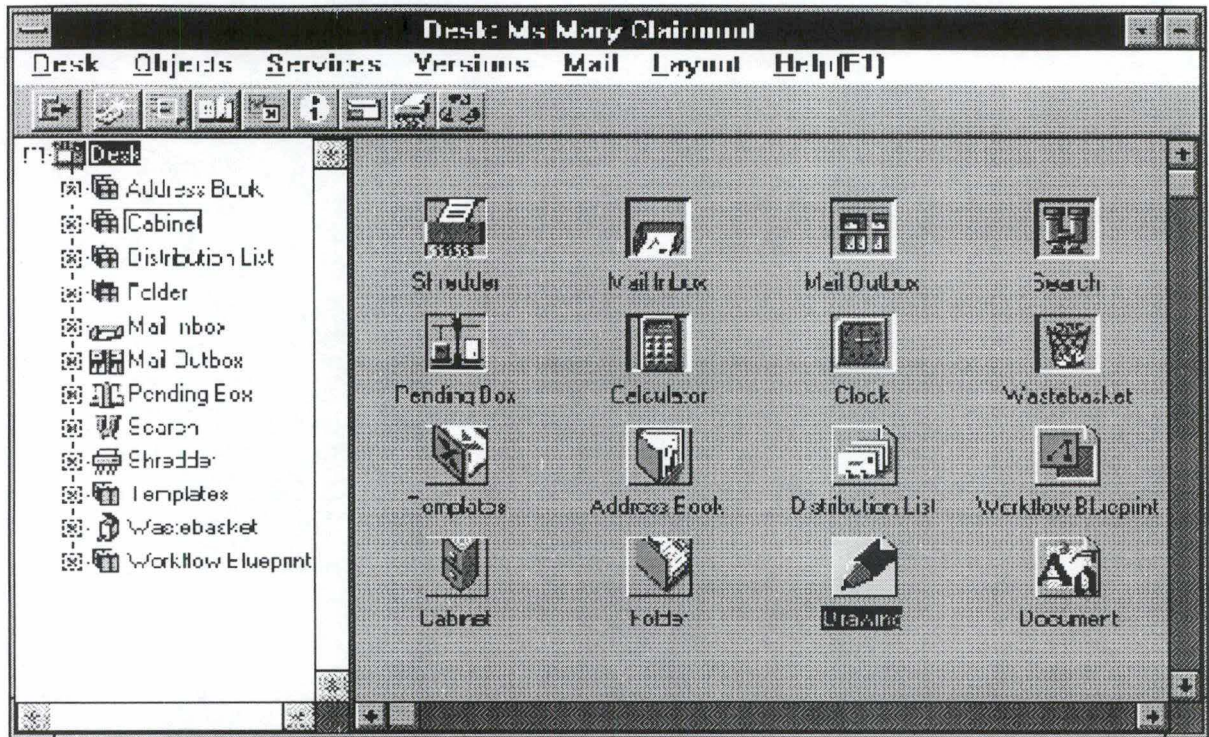 Desk: Ms Mary Clairmont
Desk Objects Services Versions Mail Layout Help(F1)
Desk
Address Book
Cabinet
Distribution List
Folder
Mail Inbox
Mail Outbox
Pending Box
Search
Shredder
Templates
Wastebasket
Workflow Blueprint
Shredder Mail Inbox Mail Outbox Search
Pending Box Calculator Clock Wastebasket
Templates Address Book Distribution List Workflow Blueprint
Cabinet Folder Drawing Document